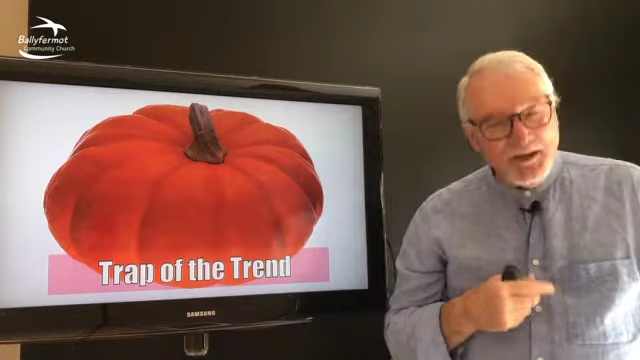 Ballyfermot
Community Church
Trap of the Trend
SAMSUNG